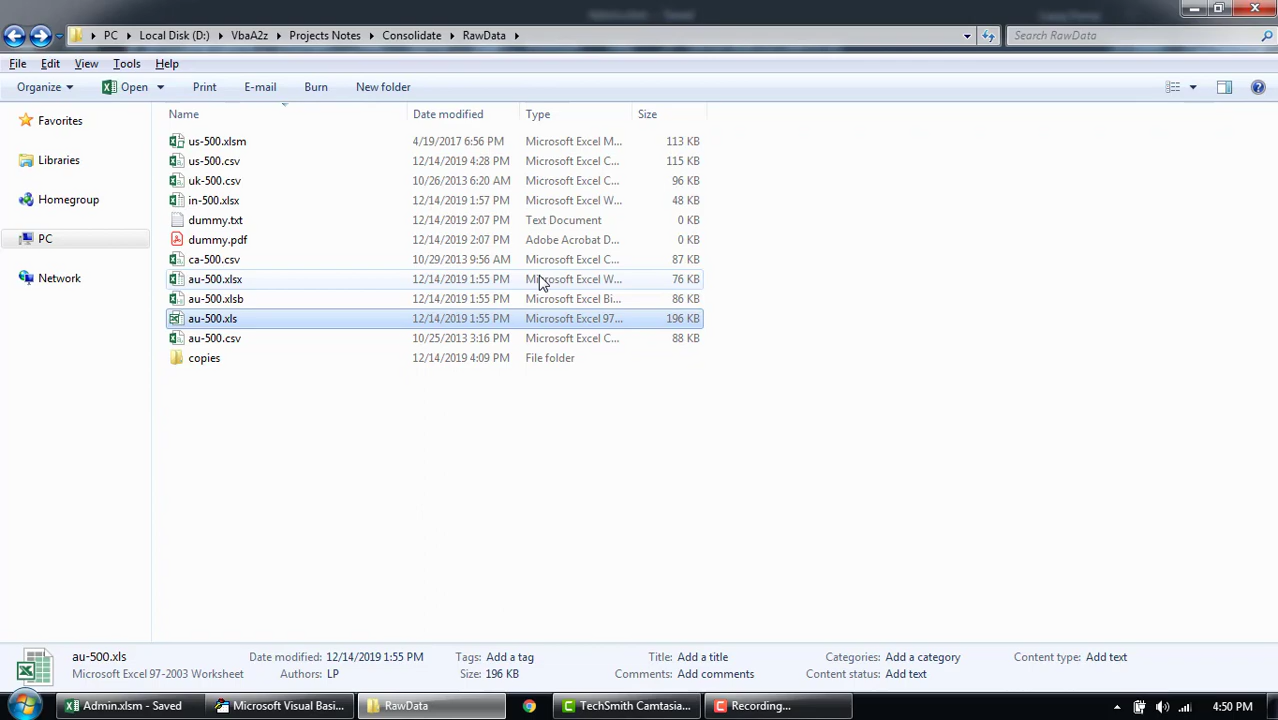 PC Local Disk (D:) VbaA2z Projects Notes Consolidate RawData Search RawData
File Edit View Tools Help
Organize Open Print E-mail Burn New folder
Name Date modified Type Size
Favorites
Libraries
Homegroup
PC
Network
us-500.xlsm 4/19/2017 6:56 PM Microsoft Excel M... 113 KB
us-500.csv 12/14/2019 4:28 PM Microsoft Excel C... 115 KB
uk-500.csv 10/26/2013 6:20 AM Microsoft Excel C... 96 KB
in-500.xlsx 12/14/2019 1:57 PM Microsoft Excel W... 48 KB
dummy.txt 12/14/2019 2:07 PM Text Document 0 KB
dummy.pdf 12/14/2019 2:07 PM Adobe Acrobat D... 0 KB
ca-500.csv 10/29/2013 9:56 AM Microsoft Excel C... 87 KB
au-500.xlsx 12/14/2019 1:55 PM Microsoft Excel W... 76 KB
au-500.xlsb 12/14/2019 1:55 PM Microsoft Excel Bi... 86 KB
au-500.xls 12/14/2019 1:55 PM Microsoft Excel 97... 196 KB
au-500.csv 10/25/2013 3:16 PM Microsoft Excel C... 88 KB
copies 12/14/2019 4:09 PM File folder
au-500.xls Date modified: 12/14/2019 1:55 PM Tags: Add a tag Title: Add a title Categories: Add a category Content type: Add text
Microsoft Excel 97-2003 Worksheet Authors: LP Size: 196 KB Comments: Add comments Content status: Add text
Admin.xlsm - Saved Microsoft Visual Basi... RawData TechSmith Camtasia... Recording... 4:50 PM